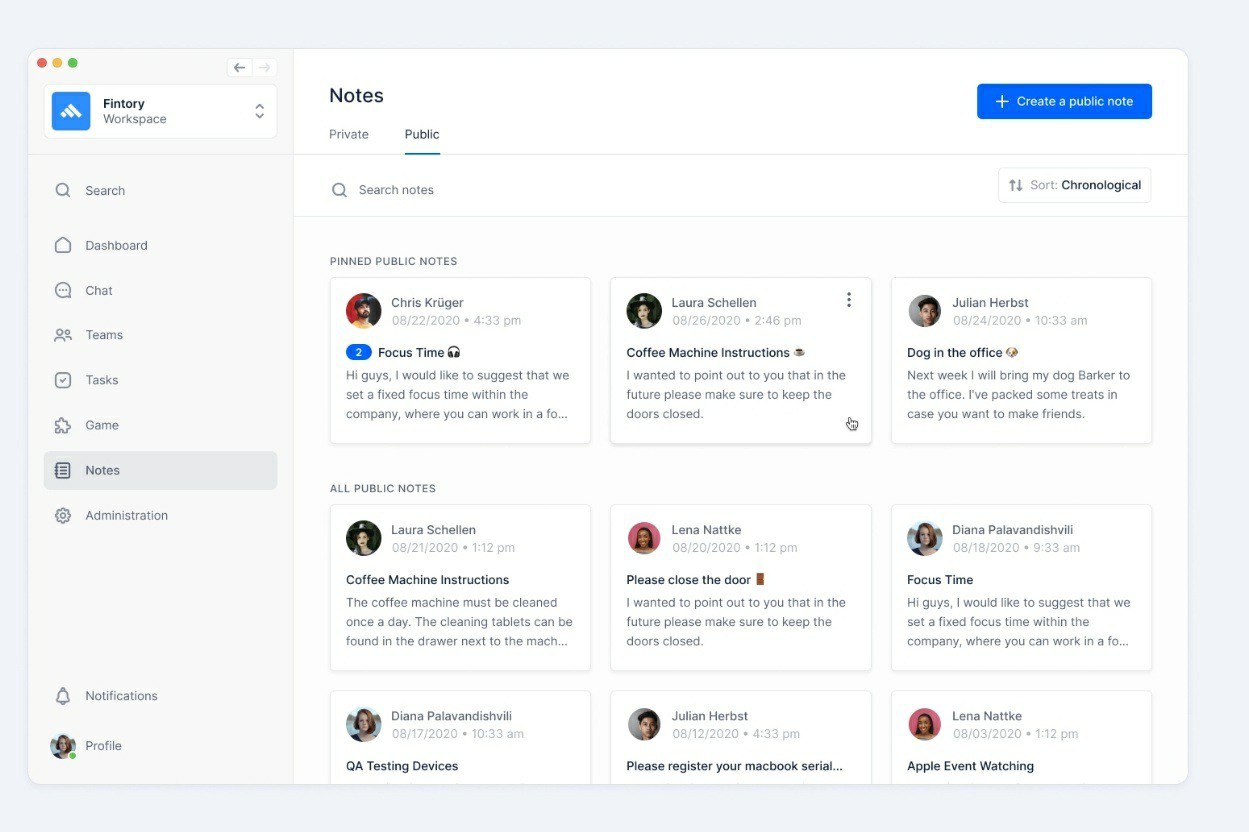 Fintory
Workspace
Search
Dashboard
Chat
Teams
Tasks
Game
Notes
Administration
Notifications
Profile
Notes
Create a public note
Private
Public
Search notes
Sort: Chronological
PINNED PUBLIC NOTES
Chris Krüger
08/22/2020 • 4:33 pm
2 Focus Time 🎧
Hi guys, I would like to suggest that we
set a fixed focus time within the
company, where you can work in a fo...
Laura Schellen
08/26/2020 • 2:46 pm
Coffee Machine Instructions ☕
I wanted to point out to you that in the
future please make sure to keep the
doors closed.
Julian Herbst
08/24/2020 • 10:33 am
Dog in the office 🐶
Next week I will bring my dog Barker to
the office. I've packed some treats in
case you want to make friends.
ALL PUBLIC NOTES
Laura Schellen
08/21/2020 • 1:12 pm
Coffee Machine Instructions
The coffee machine must be cleaned
once a day. The cleaning tablets can be
found in the drawer next to the mach...
Lena Nattke
08/20/2020 • 1:12 pm
Please close the door 🚪
I wanted to point out to you that in the
future please make sure to keep the
doors closed.
Diana Palavandishvili
08/18/2020 • 9:33 am
Focus Time
Hi guys, I would like to suggest that we
set a fixed focus time within the
company, where you can work in a fo...
Diana Palavandishvili
08/17/2020 • 10:33 am
QA Testing Devices
Julian Herbst
08/12/2020 • 4:33 pm
Please register your macbook serial...
Lena Nattke
08/03/2020 • 1:12 pm
Apple Event Watching